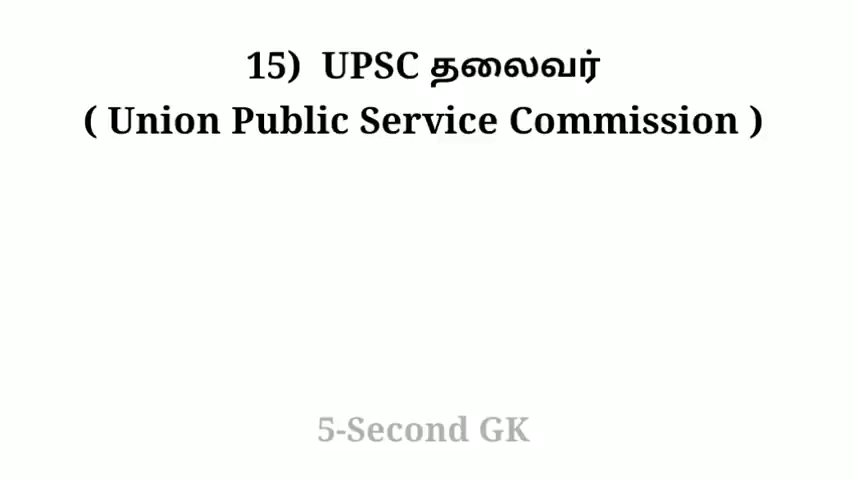 15) UPSC தலைவர்
( Union Public Service Commission )
5-Second GK